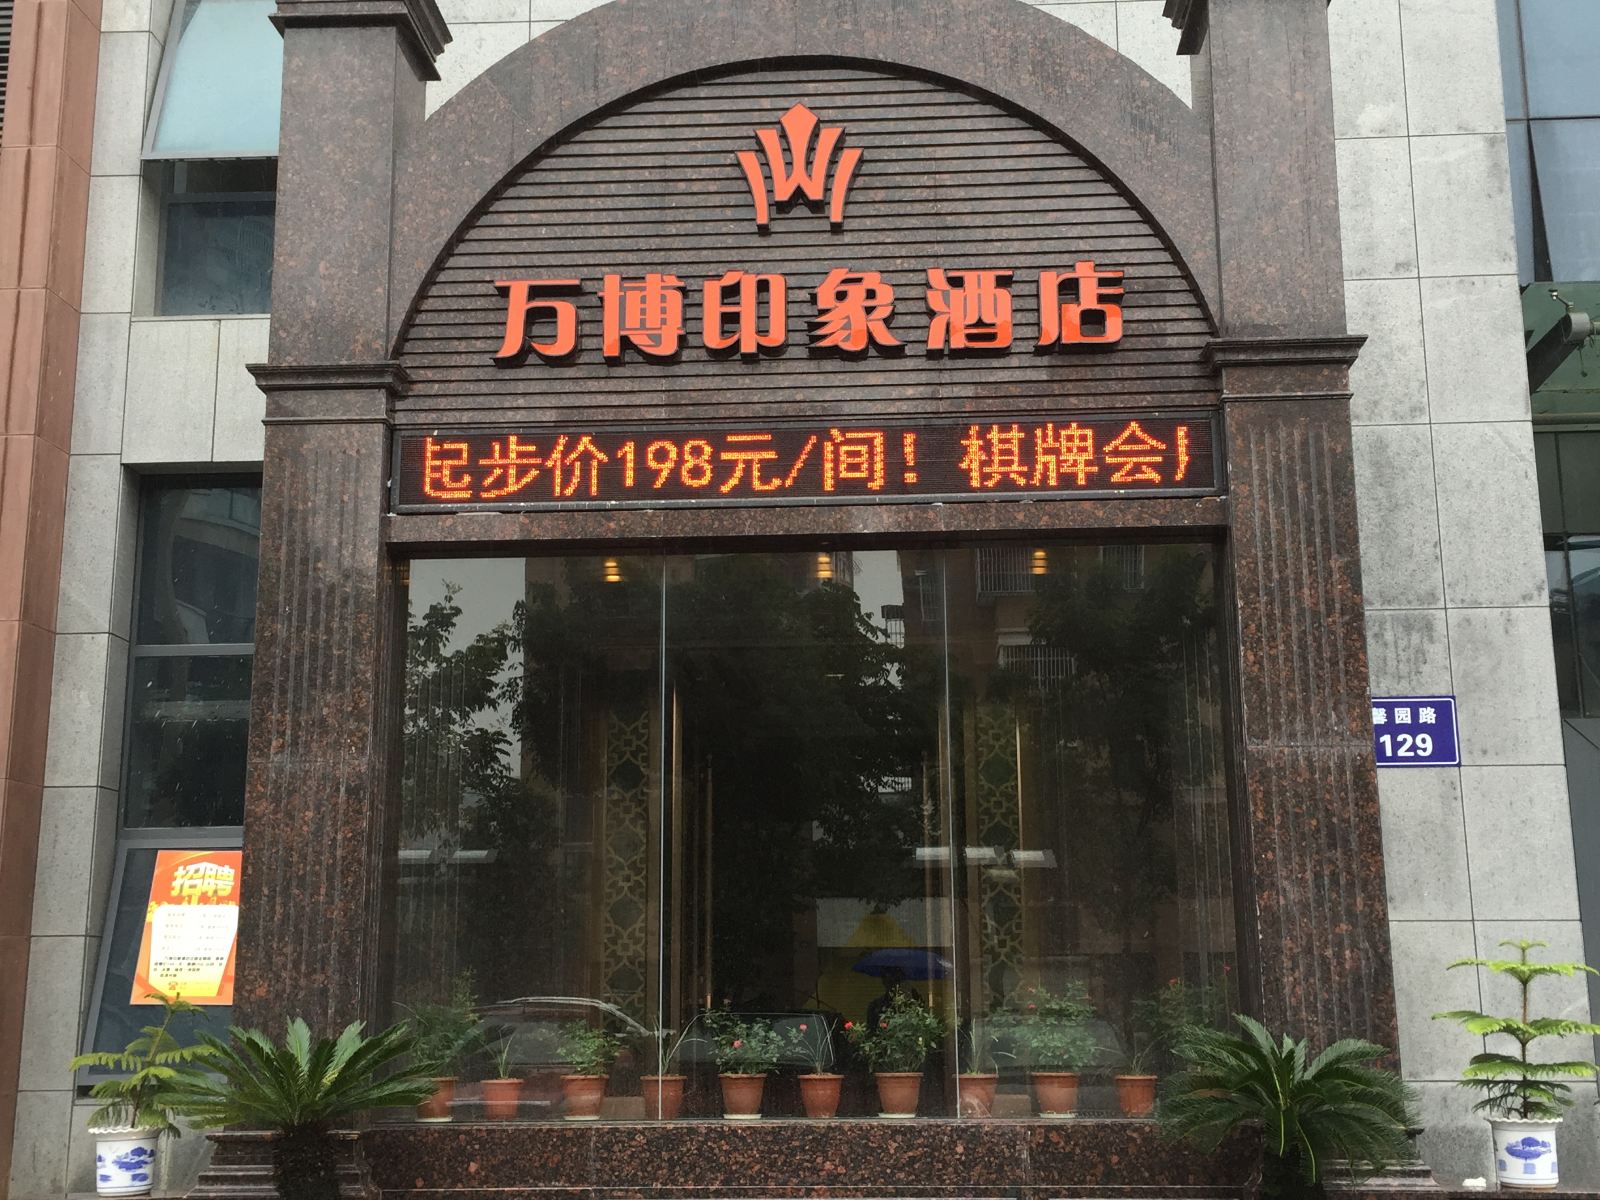 万博印象酒店
起步价198元/间！棋牌会
馨园路
129
招聘